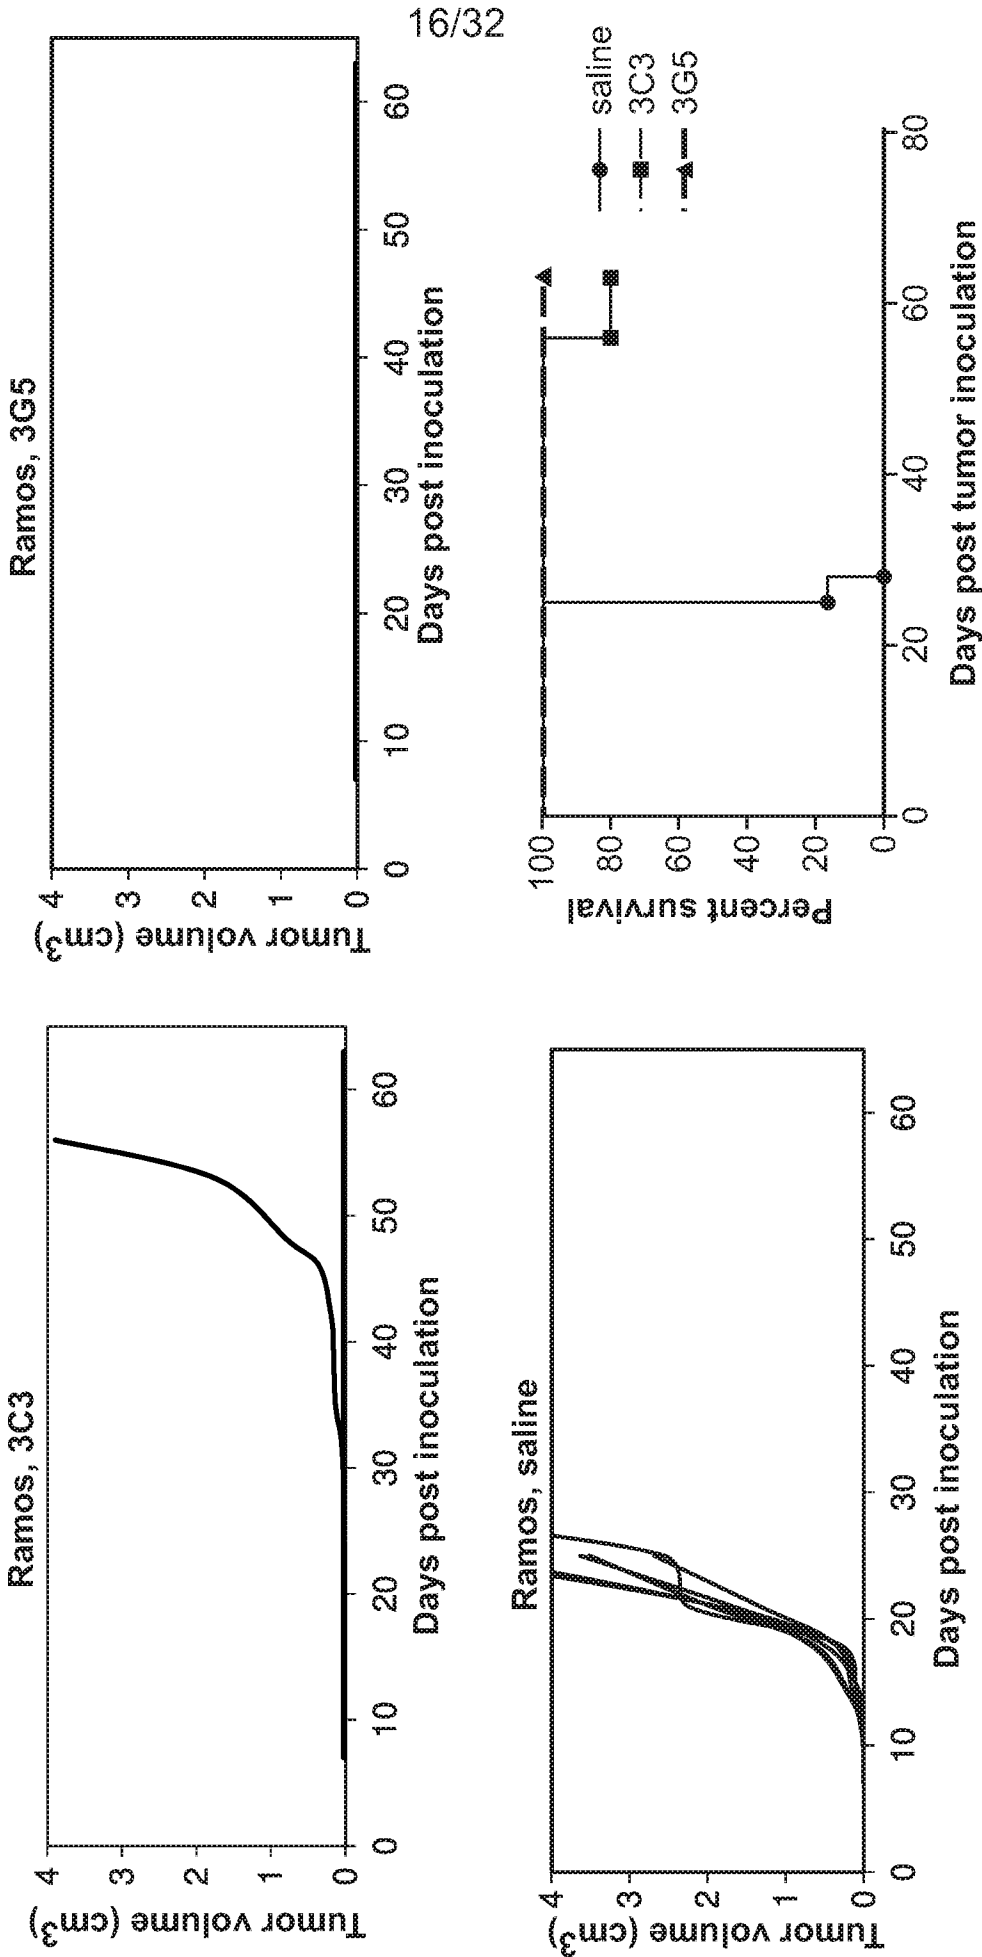 16/32
Ramos, 3C3
Tumor volume (cm3)
4
3
2
1
0
0 10 20 30 40 50 60
Days post inoculation
Ramos, 3G5
Tumor volume (cm3)
4
3
2
1
0
0 10 20 30 40 50 60
Days post inoculation
Ramos, saline
Tumor volume (cm3)
4
3
2
1
0
0 10 20 30 40 50 60
Days post inoculation
Percent survival
100
80
60
40
20
0
0 20 40 60 80
Days post tumor inoculation
saline
3C3
3G5